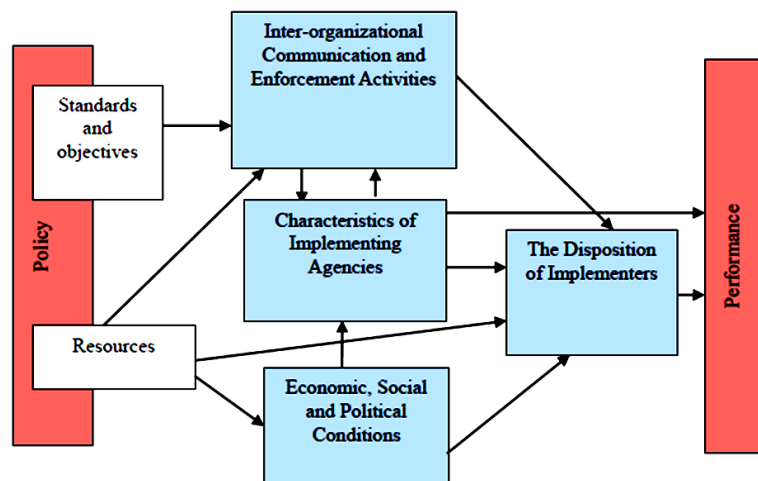 Policy
Standards
and
objectives
Resources
Inter-organizational
Communication and
Enforcement Activities
Characteristics of
Implementing
Agencies
Economic, Social
and Political
Conditions
The Disposition
of Implementers
Performance